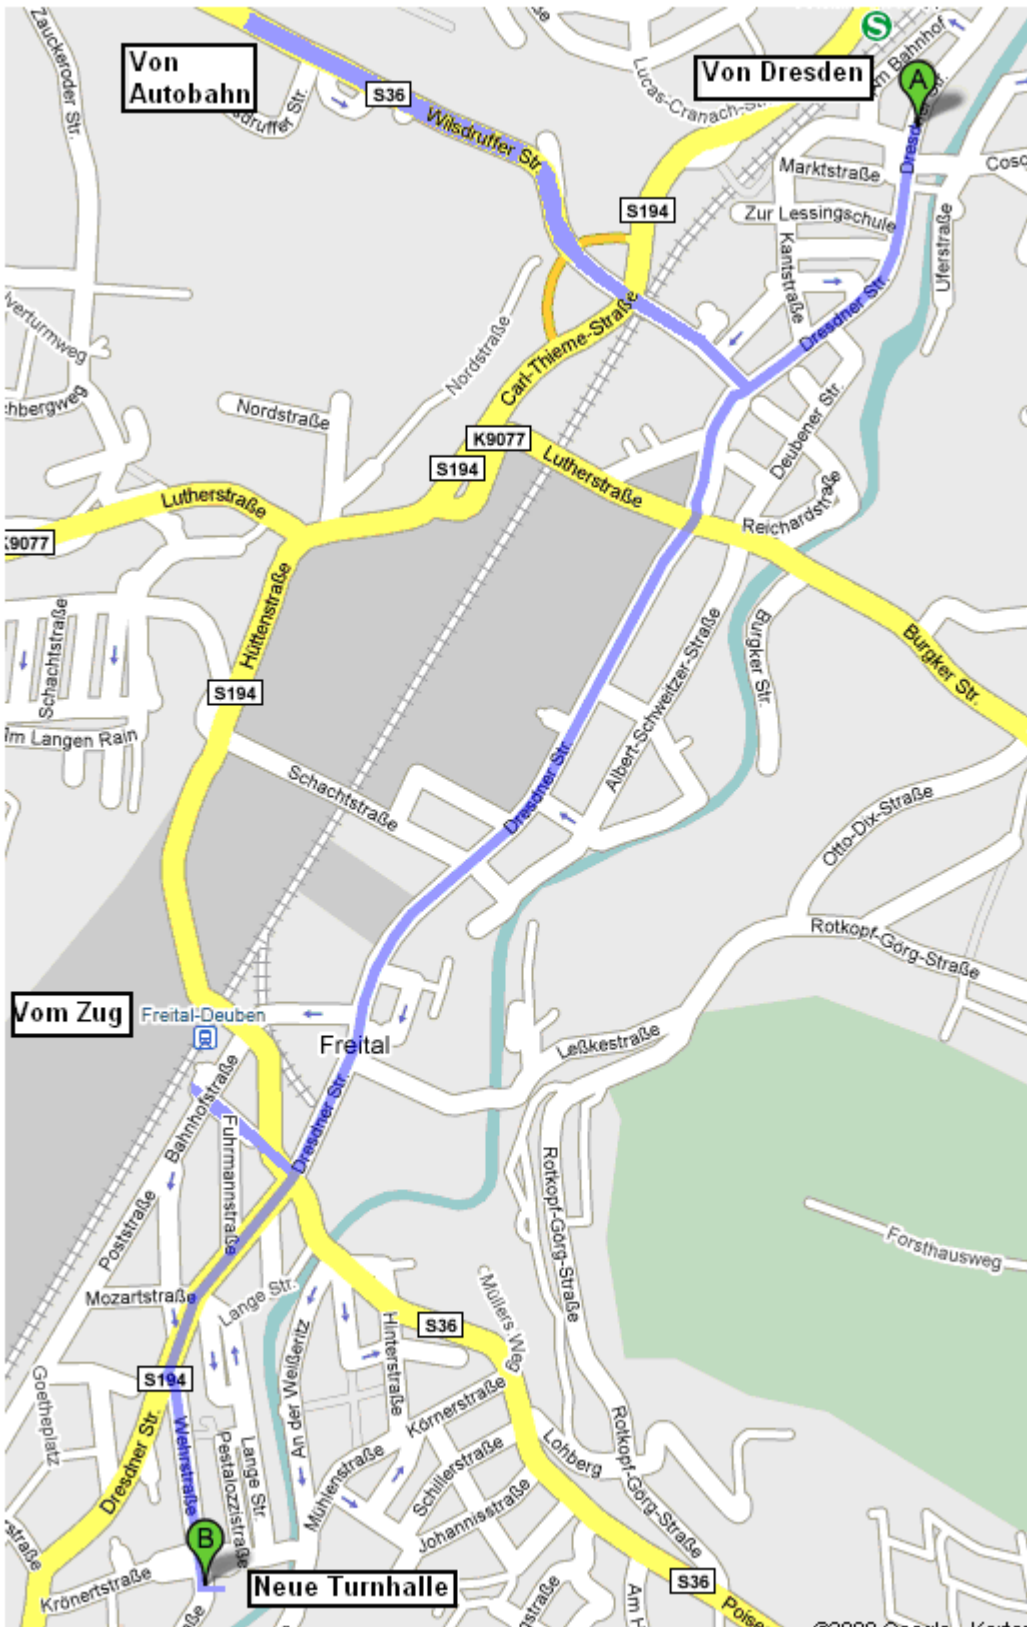 Zauckeroder Str.
Von
Autobahn
S36
Wilsdruffer Str.
Von Dresden
S
Am Bahnhof
A
Dresdner Str.
Marktstraße
Zur Lessingschule
Kantstraße
Uferstraße
S194
Dresdner Str.
Carl-Thieme-Straße
Nordstraße
Nordstraße
K9077
S194
Lutherstraße
Lutherstraße
K9077
Deubener Str.
Reichardstraße
Hüttenstraße
S194
Schachtstraße
Im Langen Rain
Schachtstraße
Dresdner Str.
Albert-Schweitzer-Straße
Burgker Str.
Burgker Str.
Otto-Dix-Straße
Rotkopf-Görg-Straße
Vom Zug
Freital-Deuben
Freital
Leßkestraße
Dresdner Str.
Bahnhofstraße
Fuhrmannstraße
Poststraße
Mozartstraße
Lange Str.
Rotkopf-Görg-Straße
Forsthausweg
Müllers Weg
S36
Hinterstraße
An der Weißeritz
S194
Goetheplatz
Dresdner Str.
Wehrstraße
Pestalozzistraße
Lange Str.
Mühlenstraße
Körnerstraße
Schillerstraße
Johannisstraße
Lohberg
Rotkopf-Görg-Straße
B
Krönertstraße
Neue Turnhalle
S36